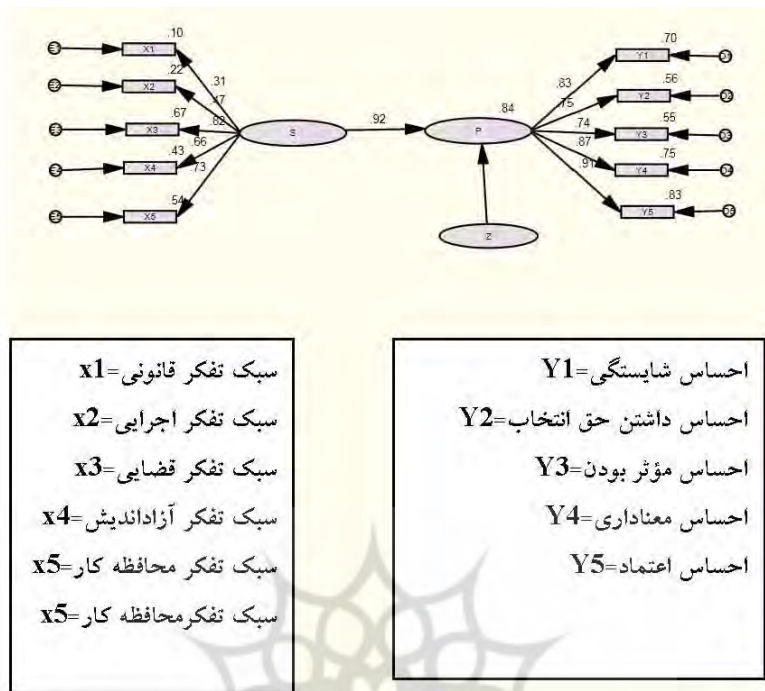 .10
X1
.22
X2
.67
X3
.43
X4
.54
X5
.31
.47
.82
.66
.73
S
.92
.84
P
Z
.83
.75
.74
.87
.91
.70
Y1
.56
Y2
.55
Y3
.75
Y4
.83
Y5
سبک تفکر قانونی=x1
سبک تفکر اجرایی=x2
سبک تفکر قضایی=x3
سبک تفکر آزاداندیش=x4
سبک تفکر محافظه کار=x5
سبک تفکرمحافظه کار=x5
احساس شایستگی=Y1
احساس داشتن حق انتخاب=Y2
احساس مؤثر بودن=Y3
احساس معناداری=Y4
احساس اعتماد=Y5